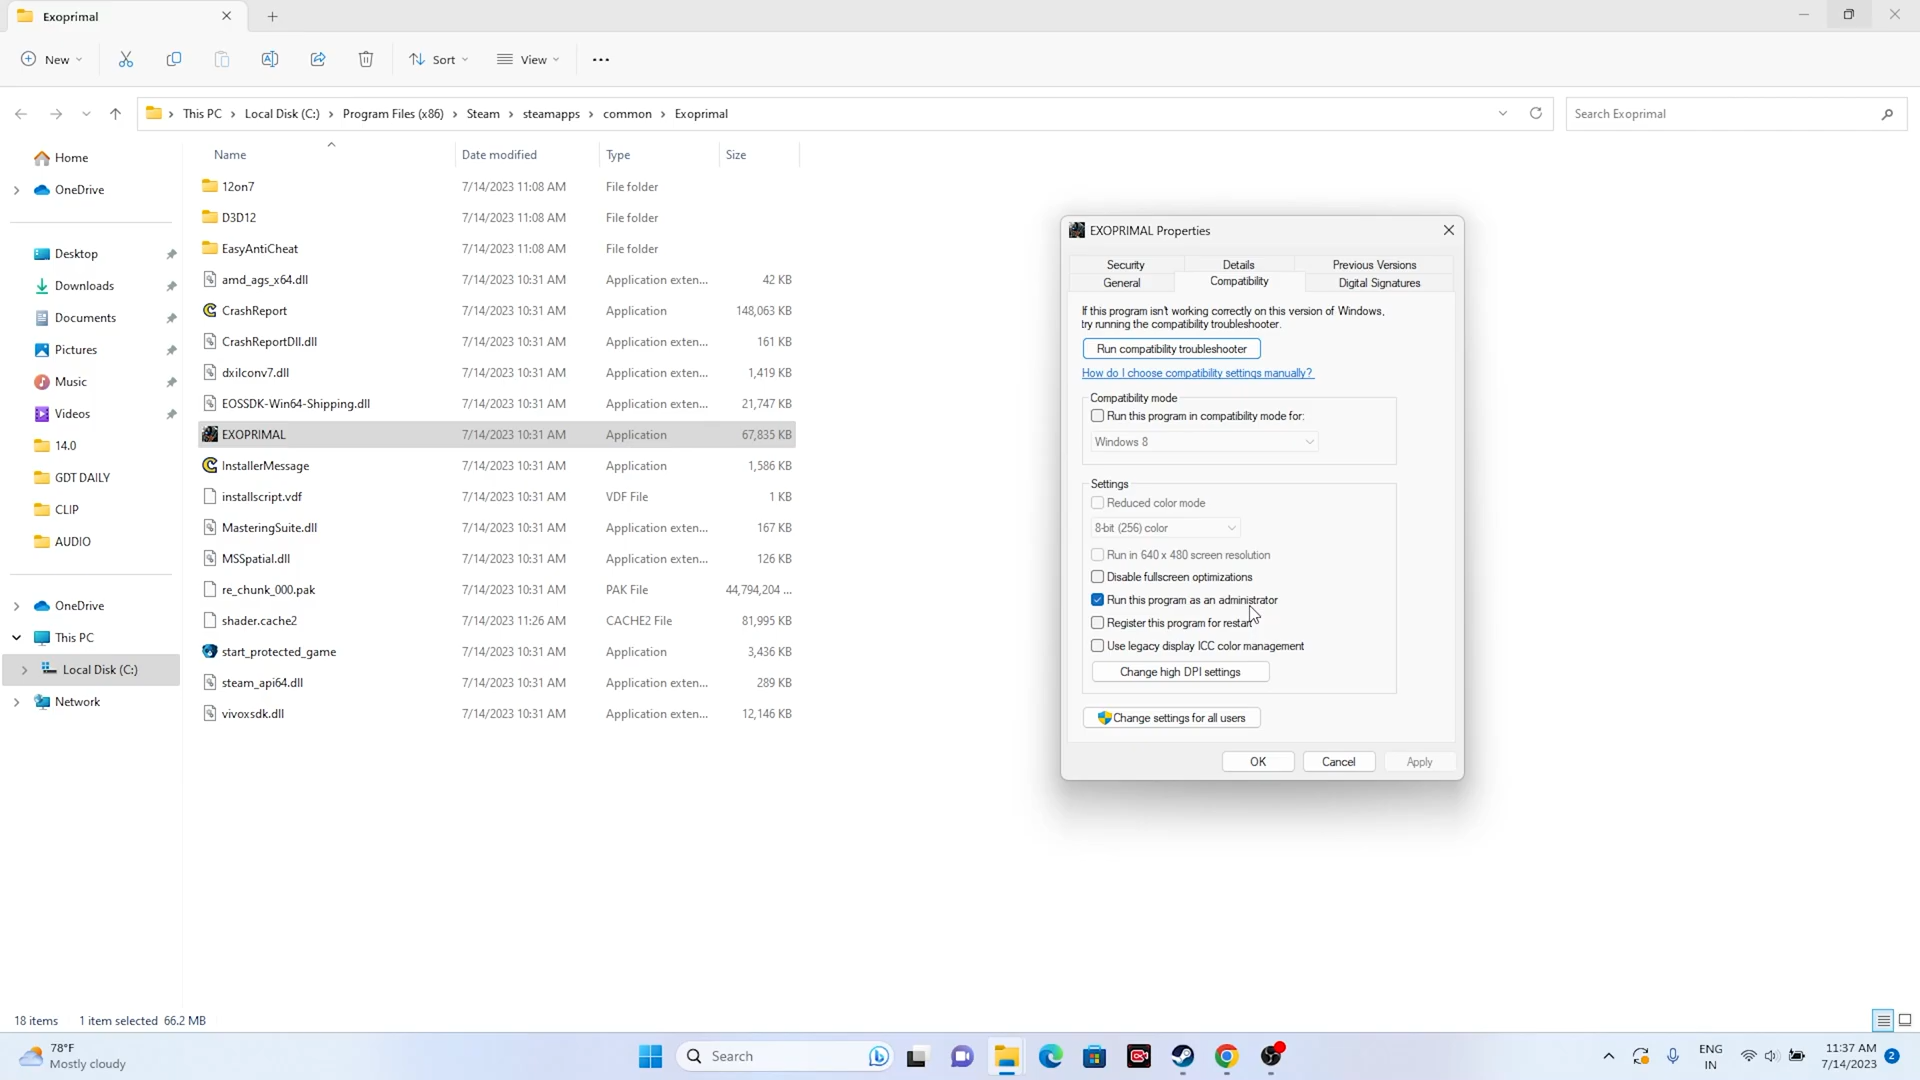 Exoprimal
New
Sort
View
This PC
Local Disk (C:)
Program Files (x86)
Steam
steamapps
common
Exoprimal
Search Exoprimal
Home
OneDrive
Desktop
Downloads
Documents
Pictures
Music
Videos
14.0
GDT DAILY
CLIP
AUDIO
OneDrive
This PC
Local Disk (C:)
Network
Name Date modified Type Size
12on7 7/14/2023 11:08 AM File folder
D3D12 7/14/2023 11:08 AM File folder
EasyAntiCheat 7/14/2023 11:08 AM File folder
amd_ags_x64.dll 7/14/2023 10:31 AM Application exten... 42 KB
CrashReport 7/14/2023 10:31 AM Application 148,063 KB
CrashReportDll.dll 7/14/2023 10:31 AM Application exten... 161 KB
dxilconv7.dll 7/14/2023 10:31 AM Application exten... 1,419 KB
EOSSDK-Win64-Shipping.dll 7/14/2023 10:31 AM Application exten... 21,747 KB
EXOPRIMAL 7/14/2023 10:31 AM Application 67,835 KB
InstallerMessage 7/14/2023 10:31 AM Application 1,586 KB
installscript.vdf 7/14/2023 10:31 AM VDF File 1 KB
MasteringSuite.dll 7/14/2023 10:31 AM Application exten... 167 KB
MSSpatial.dll 7/14/2023 10:31 AM Application exten... 126 KB
re_chunk_000.pak 7/14/2023 10:31 AM PAK File 44,794,204 ...
shader.cache2 7/14/2023 11:26 AM CACHE2 File 81,995 KB
start_protected_game 7/14/2023 10:31 AM Application 3,436 KB
steam_api64.dll 7/14/2023 10:31 AM Application exten... 289 KB
vivoxsdk.dll 7/14/2023 10:31 AM Application exten... 12,146 KB
EXOPRIMAL Properties
Security Details Previous Versions
General Compatibility Digital Signatures
If this program isn't working correctly on this version of Windows,
try running the compatibility troubleshooter.
Run compatibility troubleshooter
How do I choose compatibility settings manually?
Compatibility mode
Run this program in compatibility mode for:
Windows 8
Settings
Reduced color mode
8-bit (256) color
Run in 640 x 480 screen resolution
Disable fullscreen optimizations
Run this program as an administrator
Register this program for restart
Use legacy display ICC color management
Change high DPI settings
Change settings for all users
OK Cancel Apply
18 items 1 item selected 66.2 MB
78°F
Mostly cloudy
Search
ENG
IN
11:37 AM
7/14/2023
2